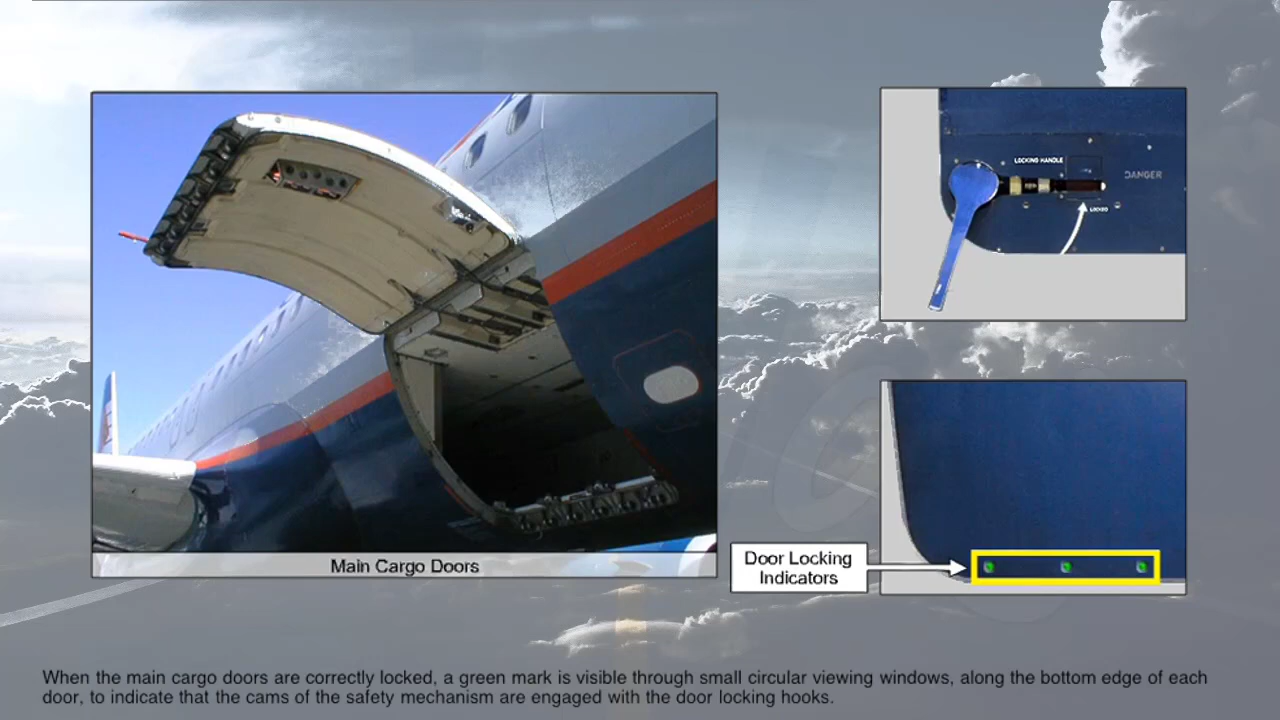 LOCKING HANDLE
DANGER
LOCKED
Main Cargo Doors
Door Locking
Indicators
When the main cargo doors are correctly locked, a green mark is visible through small circular viewing windows, along the bottom edge of each
door, to indicate that the cams of the safety mechanism are engaged with the door locking hooks.